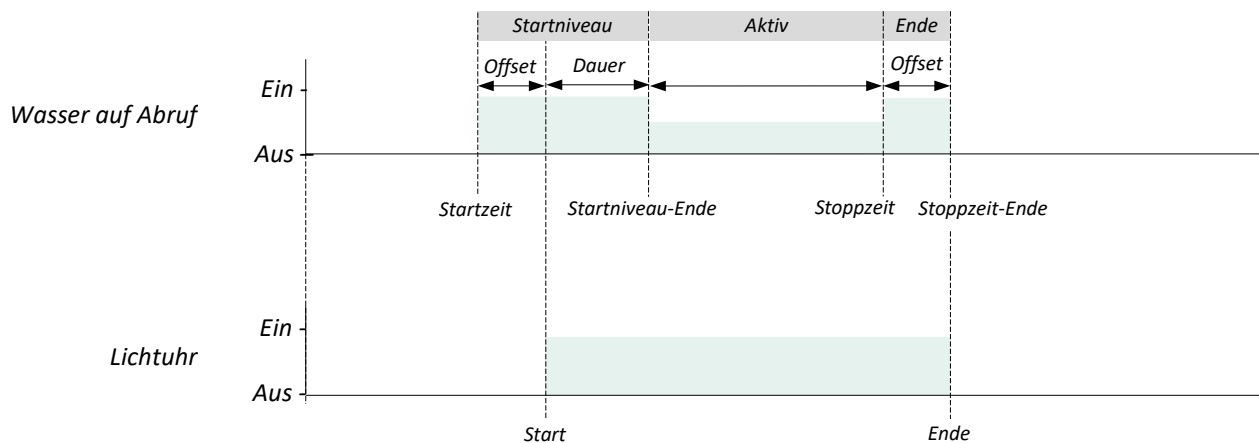 Startniveau Aktiv Ende
Offset Dauer Offset
Ein
Wasser auf Abruf
Aus
Startzeit Startniveau-Ende Stoppzeit Stoppzeit-Ende
Ein
Lichtuhr
Aus
Start Ende